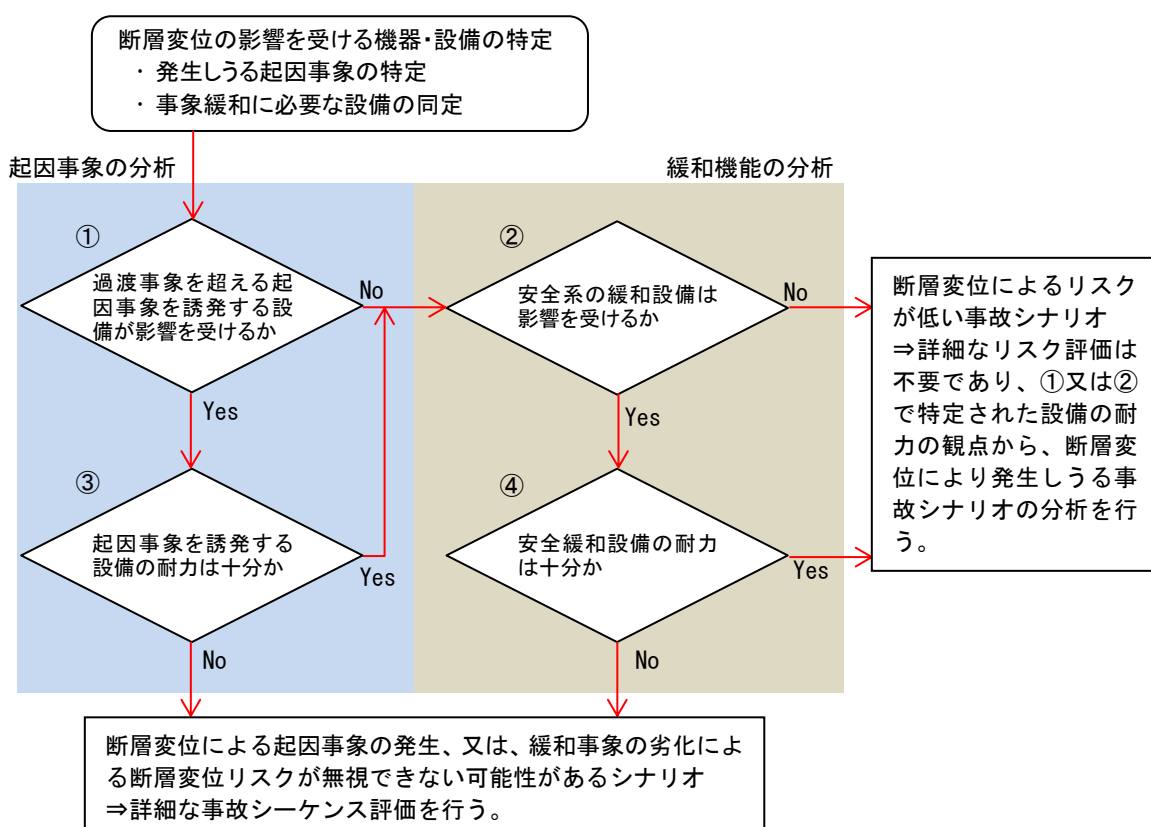 断層変位の影響を受ける機器・設備の特定
・ 発生しうる起因事象の特定
・ 事象緩和に必要な設備の同定
起因事象の分析
緩和機能の分析
①
過渡事象を超える起
因事象を誘発する設
備が影響を受けるか
No
Yes
②
安全系の緩和設備は
影響を受けるか
No
Yes
③
起因事象を誘発する
設備の耐力は十分か
Yes
No
④
安全緩和設備の耐力
は十分か
Yes
No
断層変位によるリスク
が低い事故シナリオ
⇒詳細なリスク評価は
不要であり、①又は②
で特定された設備の耐
力の観点から、断層変
位により発生しうる事
故シナリオの分析を行
う。
断層変位による起因事象の発生、又は、緩和事象の劣化によ
る断層変位リスクが無視できない可能性があるシナリオ
⇒詳細な事故シーケンス評価を行う。